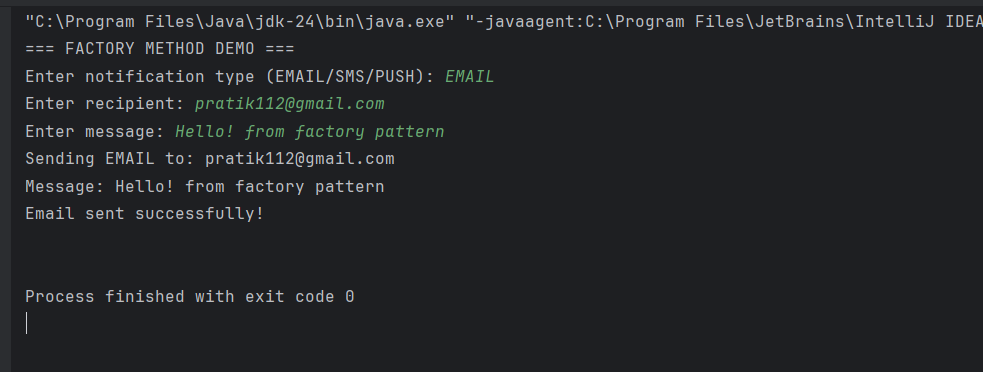 "C:\Program Files\Java\jdk-24\bin\java.exe" "-javaagent:C:\Program Files\JetBrains\IntelliJ IDEA
=== FACTORY METHOD DEMO ===
Enter notification type (EMAIL/SMS/PUSH): EMAIL
Enter recipient: pratik112@gmail.com
Enter message: Hello! from factory pattern
Sending EMAIL to: pratik112@gmail.com
Message: Hello! from factory pattern
Email sent successfully!
Process finished with exit code 0